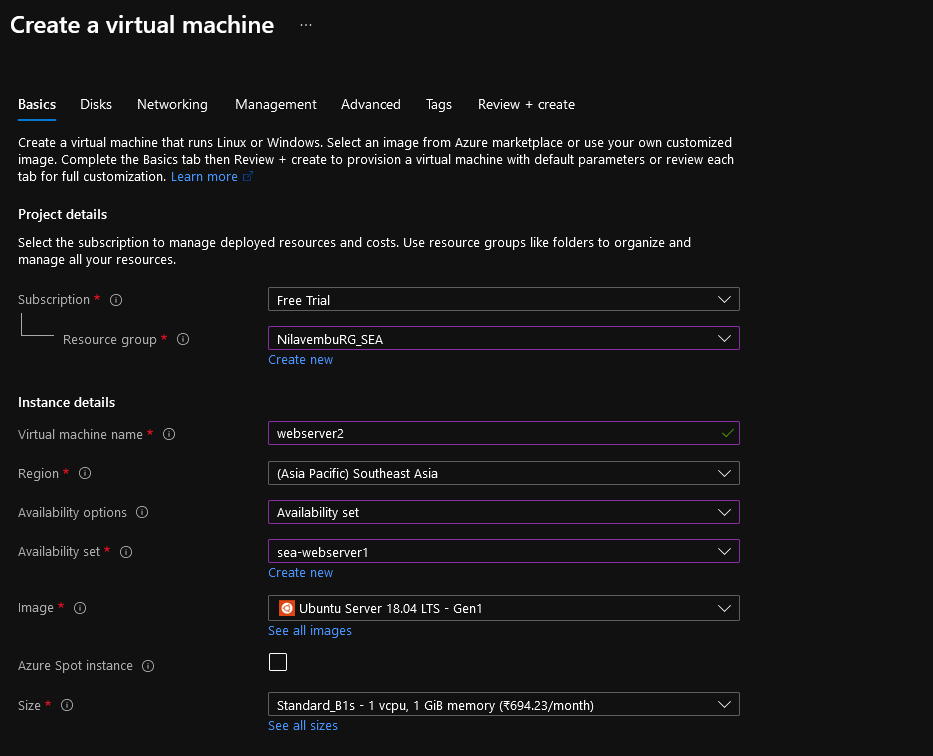 Create a virtual machine ...
Basics Disks Networking Management Advanced Tags Review + create
Create a virtual machine that runs Linux or Windows. Select an image from Azure marketplace or use your own customized
image. Complete the Basics tab then Review + create to provision a virtual machine with default parameters or review each
tab for full customization. Learn more
Project details
Select the subscription to manage deployed resources and costs. Use resource groups like folders to organize and
manage all your resources.
Subscription * Free Trial
Resource group * NilavembuRG_SEA
Create new
Instance details
Virtual machine name * webserver2
Region * (Asia Pacific) Southeast Asia
Availability options Availability set
Availability set * sea-webserver1
Create new
Image * Ubuntu Server 18.04 LTS - Gen1
See all images
Azure Spot instance
Size * Standard_B1s - 1 vcpu, 1 GiB memory (₹694.23/month)
See all sizes